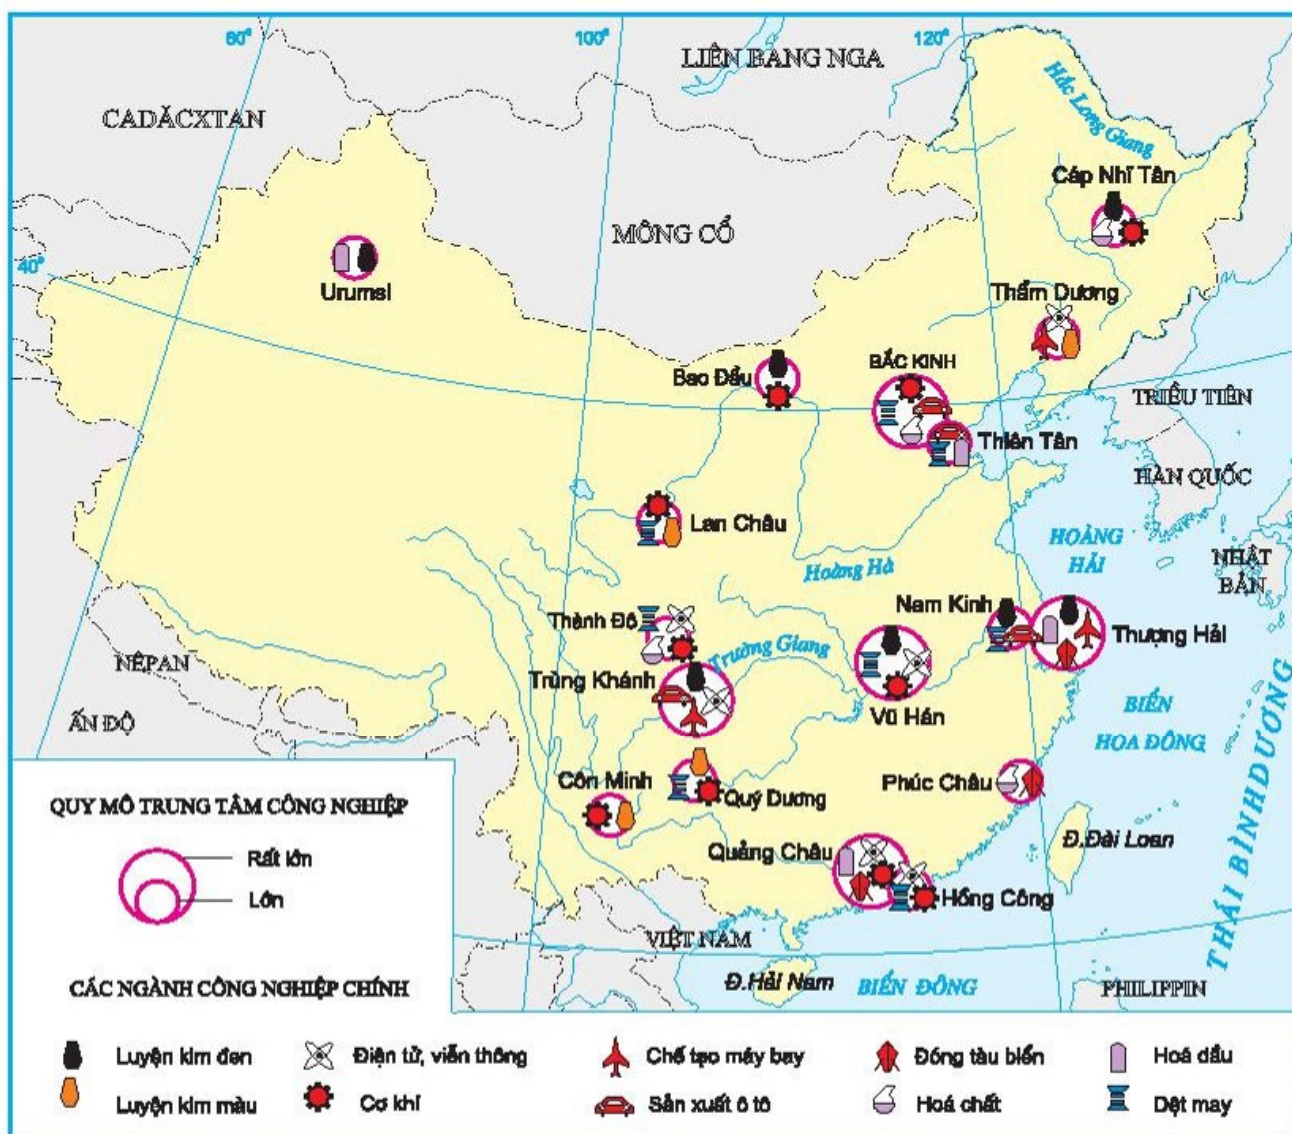 80°
100°
120°
LIÊN BANG NGA
CADĂCXTAN
Hắc Long Giang
Cáp Nhĩ Tân
MÔNG CỔ
40°
Urumsi
Thẩm Dương
Bao Đầu
BẮC KINH
TRIỀU TIÊN
Thiên Tân
HÀN QUỐC
Lan Châu
HOÀNG
HẢI
Hoàng Hà
NHẬT
BẢN
Nam Kinh
Thành Đô
Thượng Hải
Trường Giang
NÊPAN
Trùng Khánh
Vũ Hán
ẤN ĐỘ
BIỂN
HOA ĐÔNG
THÁI BÌNH DƯƠNG
Côn Minh
Quý Dương
Phúc Châu
Quảng Châu
Đ.Đài Loan
Hồng Công
VIỆT NAM
Đ.Hải Nam
BIỂN ĐÔNG
PHILIPPIN
QUY MÔ TRUNG TÂM CÔNG NGHIỆP
Rất lớn
Lớn
CÁC NGÀNH CÔNG NGHIỆP CHÍNH
Luyện kim đen
Điện tử, viễn thông
Chế tạo máy bay
Đóng tàu biển
Hoá dầu
Luyện kim màu
Cơ khí
Sản xuất ô tô
Hoá chất
Dệt may